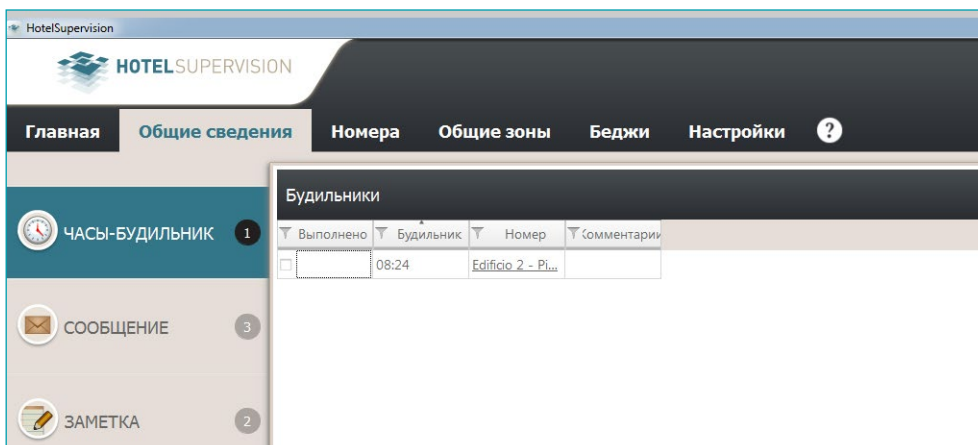 HotelSupervision
HOTELSUPERVISION
Главная Общие сведения Номера Общие зоны Беджи Настройки ?
Будильники
ЧАСЫ-БУДИЛЬНИК 1
Выполнено Будильник Номер Комментарии
08:24 Edificio 2 - Pi...
СООБЩЕНИЕ 3
ЗАМЕТКА 2